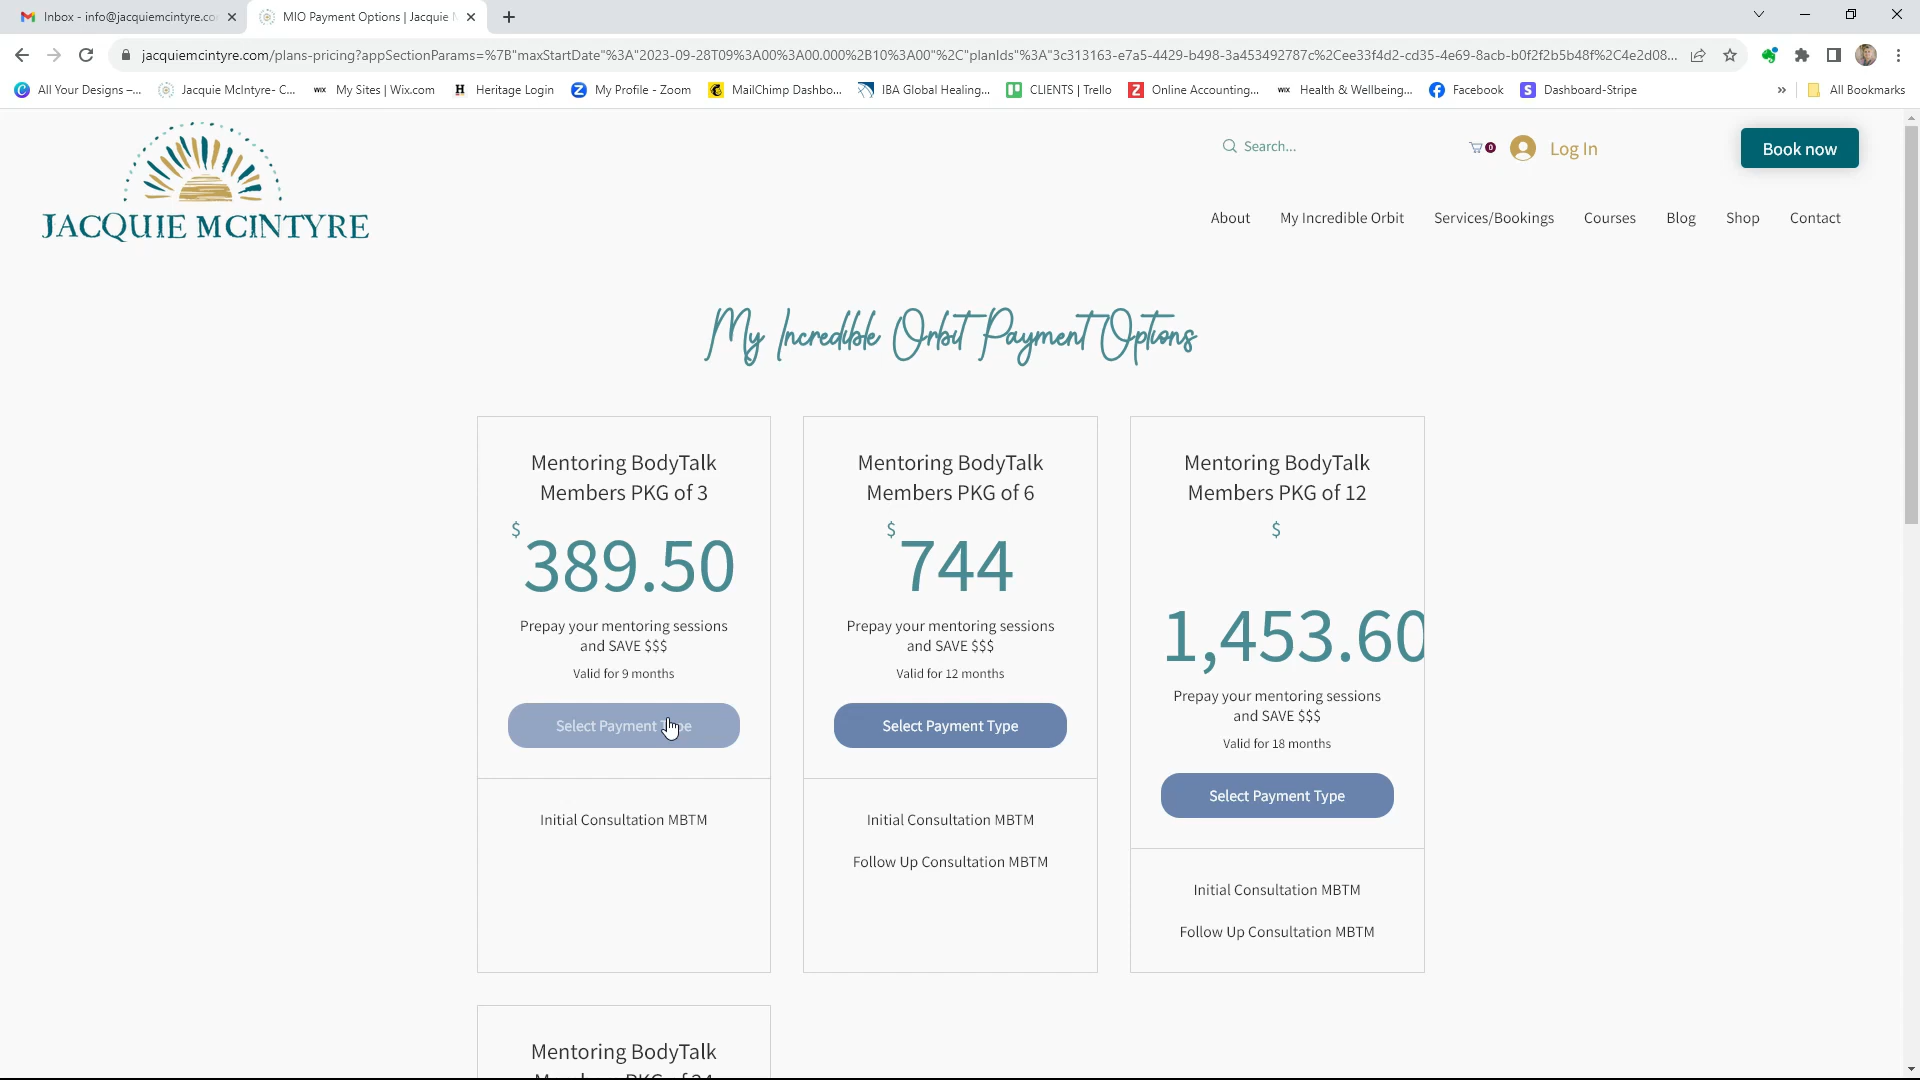 Inbox - info@jacquiemcintyre.co
MIO Payment Options | Jacquie
jacquiemcintyre.com/plans-pricing?appSectionParams=%7B"maxStartDate"%3A"2023-09-28T09%3A00%3A00.000%2B10%3A00"%2C"planIds"%3A"3c313163-e7a5-4429-b498-3a453492787c%2Cee33f4d2-cd35-4e69-8acb-b0f2f2b5b48f%2C4e2d08...
All Your Designs –...
Jacquie McIntyre- C...
WIX My Sites | Wix.com
H Heritage Login
My Profile - Zoom
MailChimp Dashbo...
IBA Global Healing...
CLIENTS | Trello
Z Online Accounting...
WIX Health & Wellbeing...
Facebook
S Dashboard-Stripe
»
All Bookmarks
JACQUIE MCINTYRE
Search...
0
Log In
Book now
About
My Incredible Orbit
Services/Bookings
Courses
Blog
Shop
Contact
My Incredible Orbit Payment Options
Mentoring BodyTalk
Members PKG of 3
$
389.50
Prepay your mentoring sessions
and SAVE $$$
Valid for 9 months
Select Payment Type
Initial Consultation MBTM
Mentoring BodyTalk
Members PKG of 6
$
744
Prepay your mentoring sessions
and SAVE $$$
Valid for 12 months
Select Payment Type
Initial Consultation MBTM
Follow Up Consultation MBTM
Mentoring BodyTalk
Members PKG of 12
$
1,453.60
Prepay your mentoring sessions
and SAVE $$$
Valid for 18 months
Select Payment Type
Initial Consultation MBTM
Follow Up Consultation MBTM
Mentoring BodyTalk